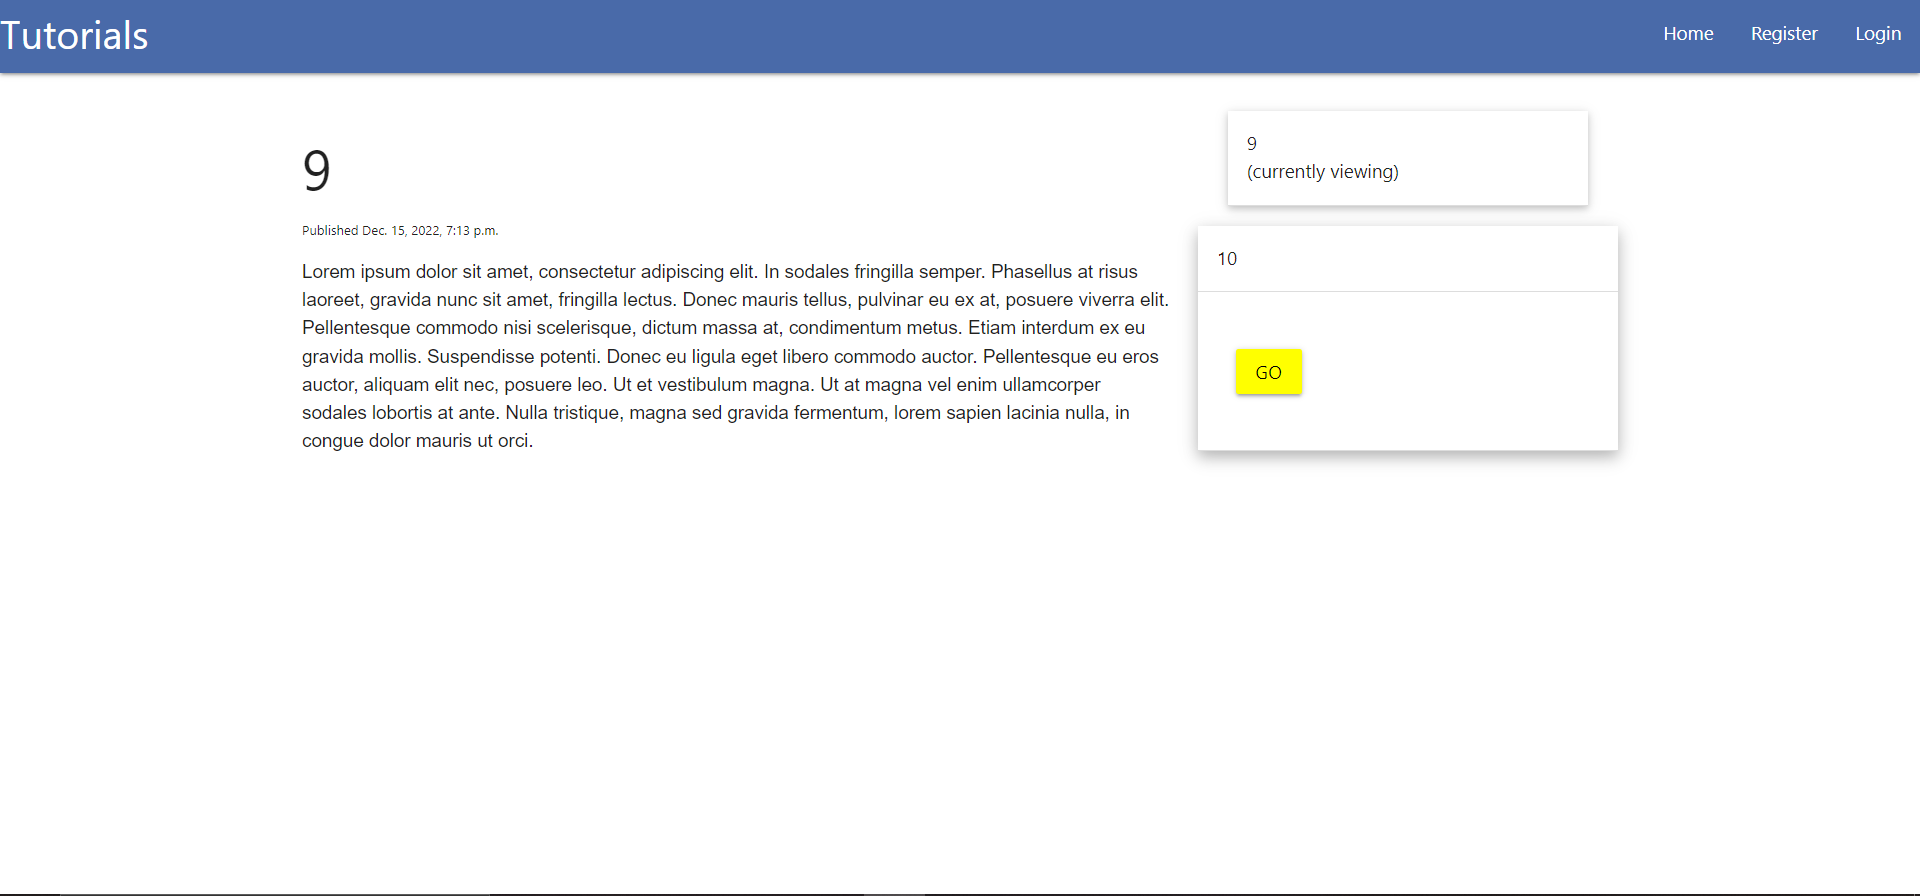 Tutorials
Home Register Login
9
Published Dec. 15, 2022, 7:13 p.m.
Lorem ipsum dolor sit amet, consectetur adipiscing elit. In sodales fringilla semper. Phasellus at risus
laoreet, gravida nunc sit amet, fringilla lectus. Donec mauris tellus, pulvinar eu ex at, posuere viverra elit.
Pellentesque commodo nisi scelerisque, dictum massa at, condimentum metus. Etiam interdum ex eu
gravida mollis. Suspendisse potenti. Donec eu ligula eget libero commodo auctor. Pellentesque eu eros
auctor, aliquam elit nec, posuere leo. Ut et vestibulum magna. Ut at magna vel enim ullamcorper
sodales lobortis at ante. Nulla tristique, magna sed gravida fermentum, lorem sapien lacinia nulla, in
congue dolor mauris ut orci.
9
(currently viewing)
10
GO